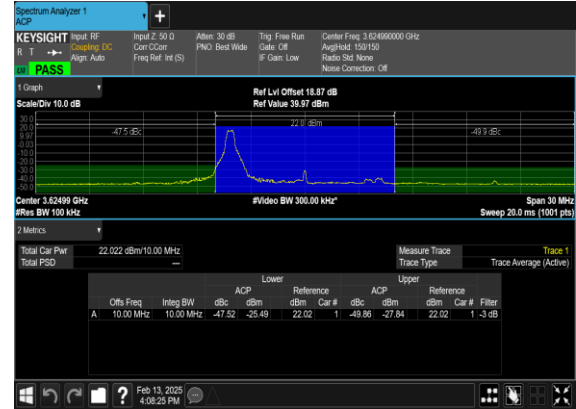 Spectrum Analyzer 1
ACP
KEYSIGHT Input: RF Input Z: 50 Ω Atten: 30 dB Trig: Free Run Center Freq: 3.624990000 GHz
R T Coupling: DC Corr CCorr PNO: Best Wide Gate: Off Avg|Hold: 150/150
Align: Auto Freq Ref: Int (S) IF Gain: Low Radio Std: None
PASS Noise Correction: Off
1 Graph Ref Lvl Offset 18.87 dB
Scale/Div 10.0 dB Ref Value 39.97 dBm
30.0
20.0 -47.5 dBc 22.0 dBm -49.9 dBc
9.97
-0.03
-10.0
-20.0
-30.0
-40.0
-50.0
Center 3.62499 GHz #Video BW 300.00 kHz* Span 30 MHz
#Res BW 100 kHz Sweep 20.0 ms (1001 pts)
2 Metrics
Total Car Pwr 22.022 dBm/10.00 MHz Measure Trace Trace 1
Total PSD --- Trace Type Trace Average (Active)
Lower Upper
ACP Reference ACP Reference
Offs Freq Integ BW dBc dBm dBm Car # dBc dBm dBm Car # Filter
A 10.00 MHz 10.00 MHz -47.52 -25.49 22.02 1 -49.86 -27.84 22.02 1 -3 dB
? Feb 13, 2025
4:08:25 PM